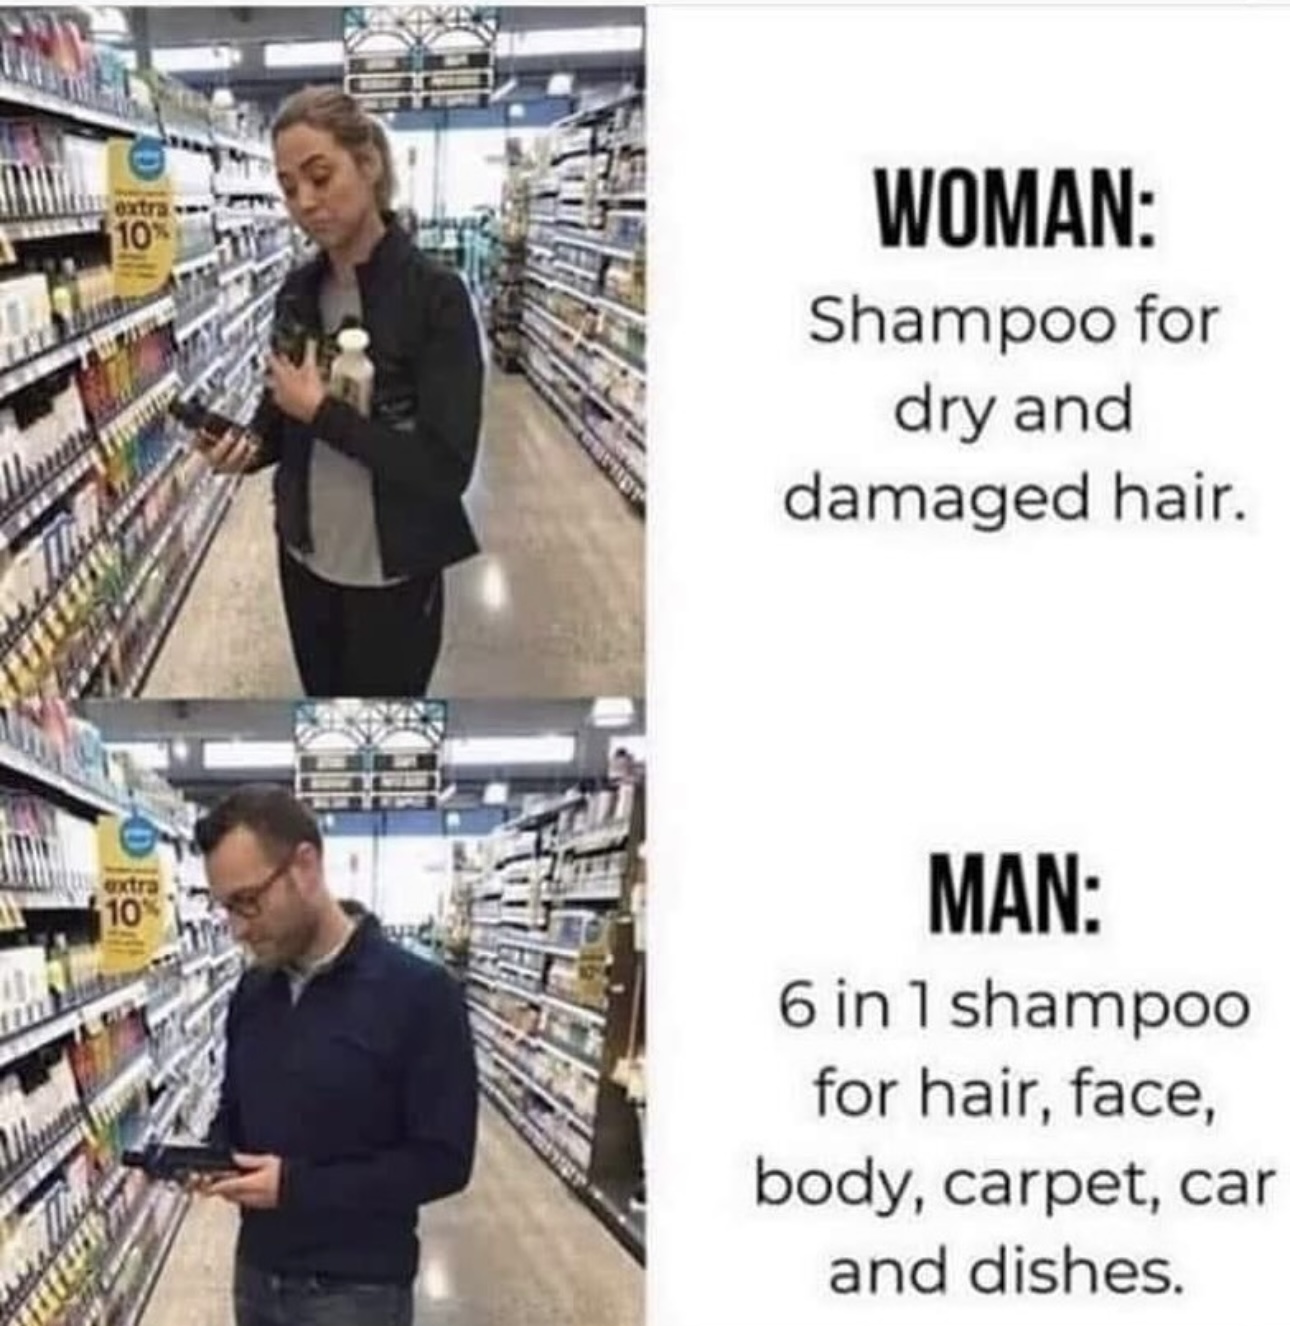 extra
10%
WOMAN:
Shampoo for
dry and
damaged hair.
extra
10%
MAN:
6 in 1 shampoo
for hair, face,
body, carpet, car
and dishes.